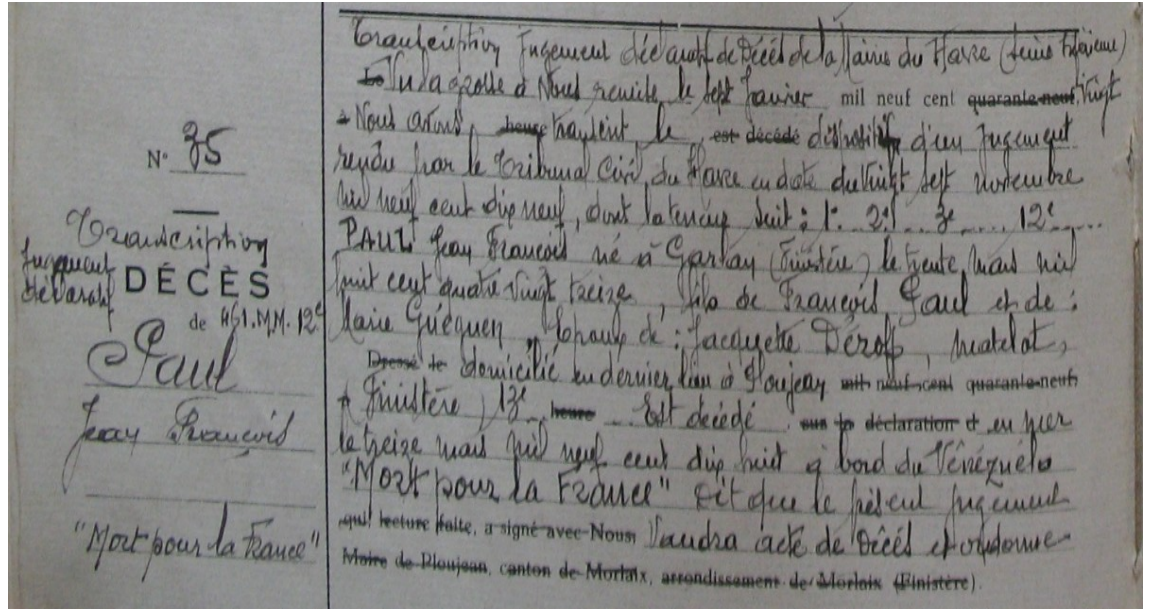 N° 35
Transcription
Jugement
déclaratif
DÉCÈS
de 461.M.M. 12e
Paul
Jean François
"Mort pour la France"
Transcription Jugement déclaratif de Décès de la Mairie du Havre (Seine Inférieure)
Vu la grosse à Nous remise le sept Janvier mil neuf cent quarante-neuf Vingt
Nous avons, heure transcrit le est décédé dispositif d'un Jugement
rendu par le Tribunal Civil du Havre en date du Vingt sept novembre
mil neuf cent dix neuf, dont la teneur suit : 1°.. 2°.. 3e.... 12e....
PAUL Jean François né à Garlan (Finistère) le trente mars mil
huit cent quatre vingt treize, fils de François Paul et de :
Marie Guéguen, Epoux de : Jacquette Déroff, matelot,
Dressé le domicilié en dernier lieu à Ploujean mil neuf cent quarante-neuf
Finistère) 13e heure Est décédé sur la déclaration d en mer
le treize mars mil neuf cent dix huit à bord du Vénézuela
"Mort pour la France" Dit que le présent jugement
qui, lecture faite, a signé avec Nous, Vaudra acte de Décès et ordonne
Maire de Ploujean, canton de Morlaix, arrondissement de Morlaix (Finistère).